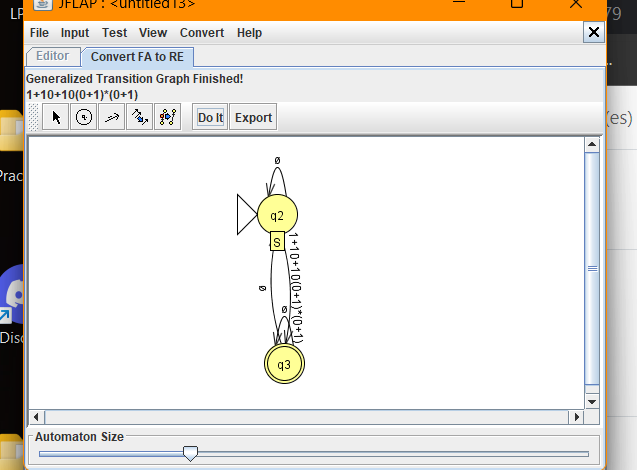 LP
JFLAP : <untitled13>
79
File Input Test View Convert Help
Editor Convert FA to RE
Generalized Transition Graph Finished!
1+10+10(0+1)*(0+1)
Do It Export
(es)
Prac
ø
q2
S
1+10+10(0+1)*(0+1)
ø
ø
q3
Disc
Automaton Size